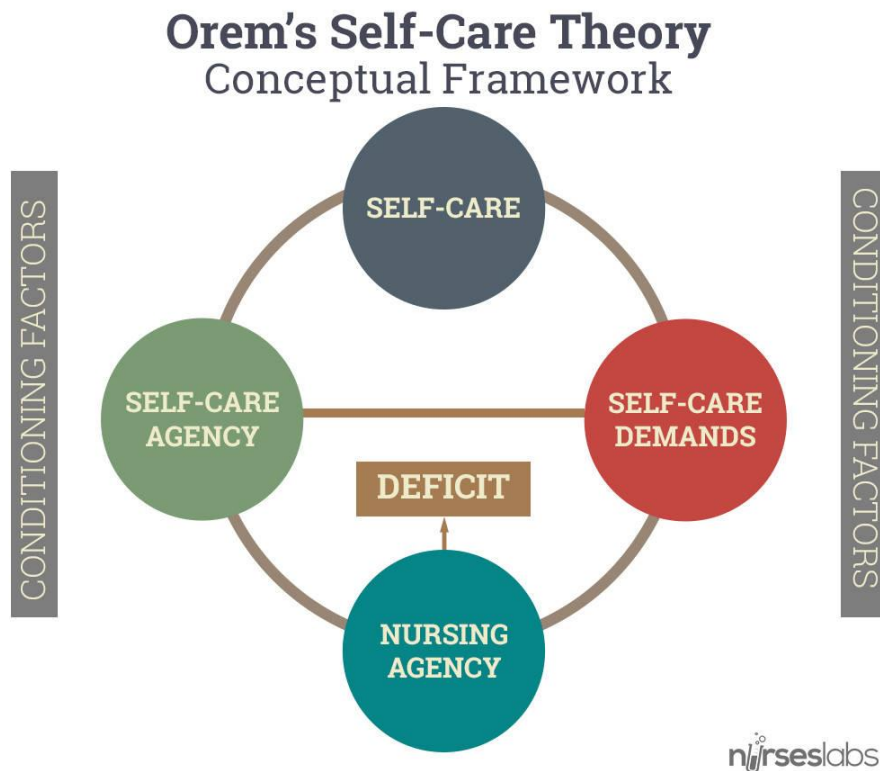 Orem's Self-Care Theory
Conceptual Framework
CONDITIONING FACTORS
SELF-CARE
CONDITIONING FACTORS
SELF-CARE
AGENCY
SELF-CARE
DEMANDS
DEFICIT
NURSING
AGENCY
nurseslabs